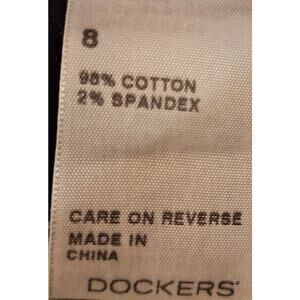 8
98% COTTON
2% SPANDEX
CARE ON REVERSE
MADE IN
CHINA
DOCKERS®